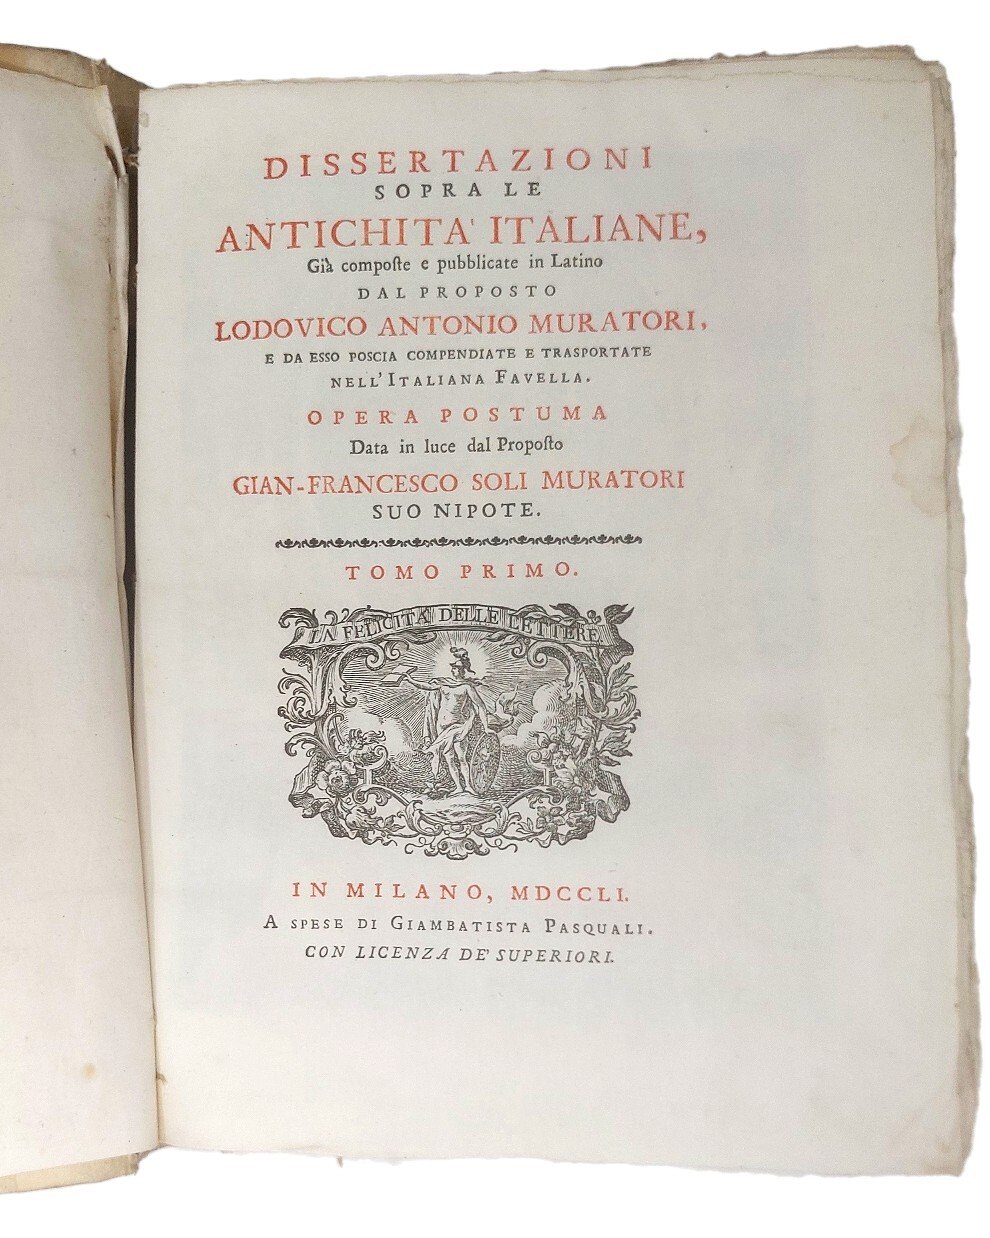 DISSERTAZIONI
SOPRA LE
ANTICHITA' ITALIANE,
Già compoſte e pubblicate in Latino
DAL PROPOSTO
LODOVICO ANTONIO MURATORI,
E DA ESSO POSCIA COMPENDIATE E TRASPORTATE
NELL'ITALIANA FAVELLA.
OPERA POSTUMA
Data in luce dal Propoſto
GIAN-FRANCESCO SOLI MURATORI
SUO NIPOTE.
TOMO PRIMO.
LA FELICITA DELLE LETTERE
IN MILANO, MDCCLI.
A SPESE DI GIAMBATISTA PASQUALI.
CON LICENZA DE' SUPERIORI.